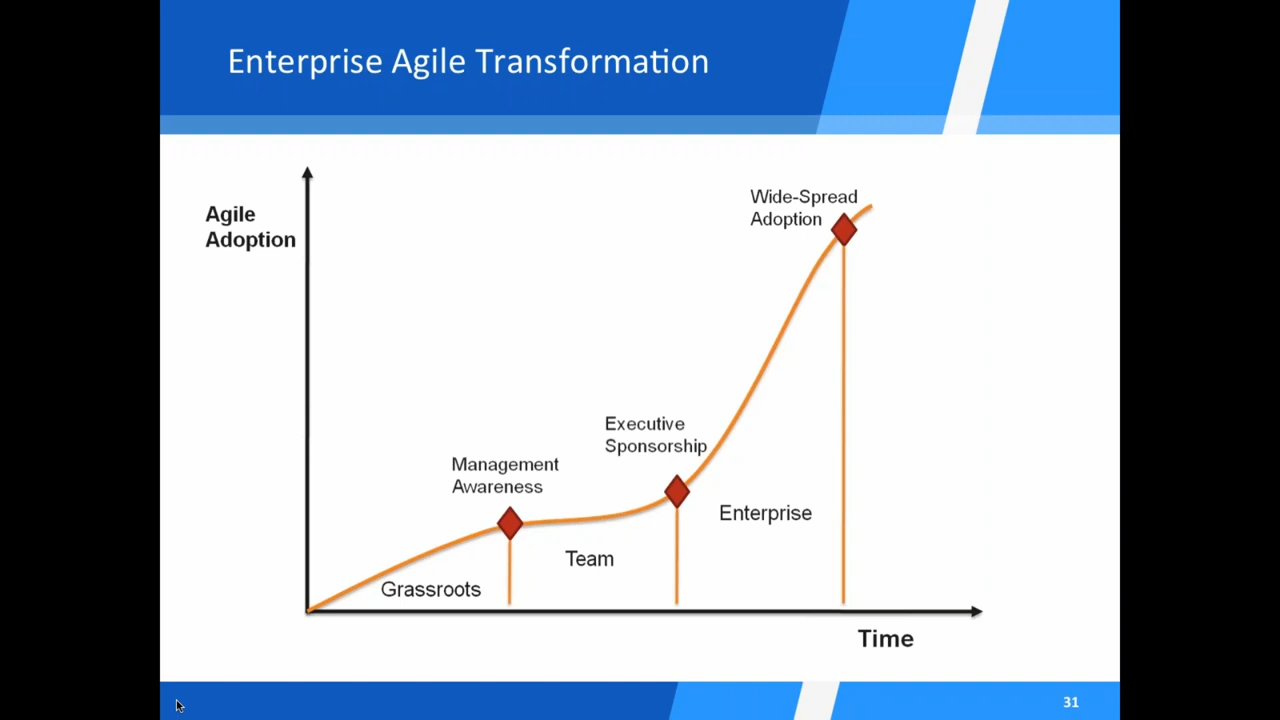 Enterprise Agile Transformation
Agile
Adoption
Wide-Spread
Adoption
Executive
Sponsorship
Management
Awareness
Enterprise
Team
Grassroots
Time
31